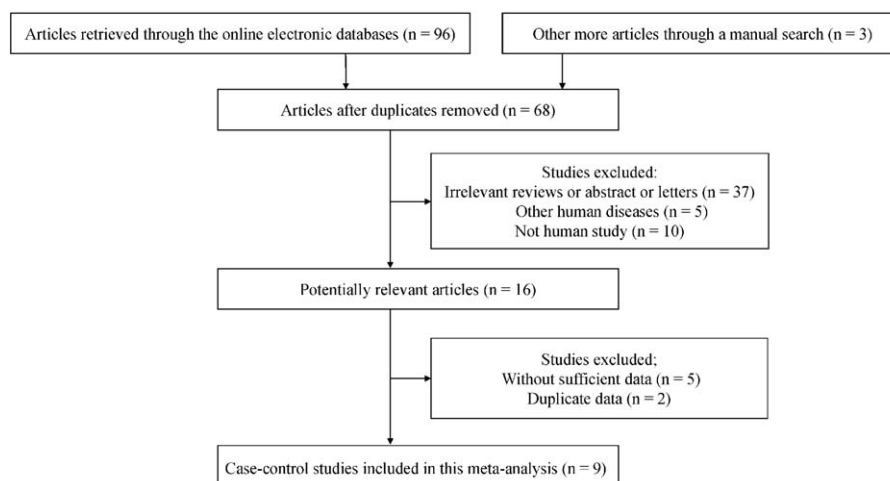 Articles retrieved through the online electronic databases (n = 96)
Other more articles through a manual search (n = 3)
Articles after duplicates removed (n = 68)
Studies excluded:
Irrelevant reviews or abstract or letters (n = 37)
Other human diseases (n = 5)
Not human study (n = 10)
Potentially relevant articles (n = 16)
Studies excluded;
Without sufficient data (n = 5)
Duplicate data (n = 2)
Case-control studies included in this meta-analysis (n = 9)